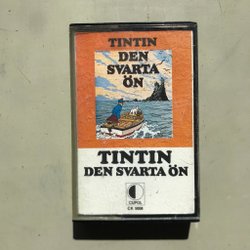 TINTIN
DEN
SVARTA
ÖN
TINTIN
DEN SVARTA ÖN
CUPOL